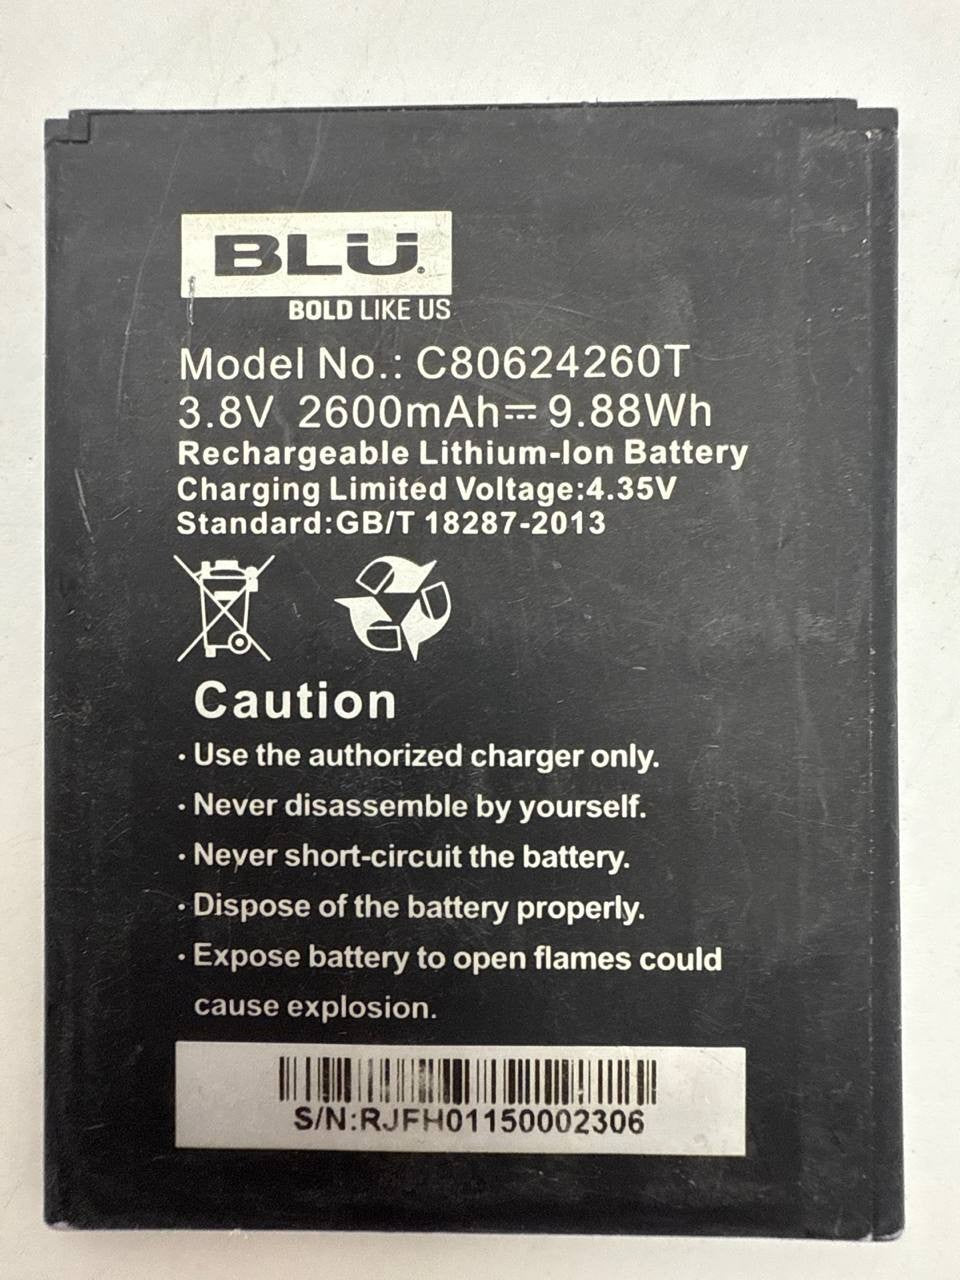 BLU.
BOLD LIKE US
Model No.: C80624260T
3.8V 2600mAh⎓9.88Wh
Rechargeable Lithium-Ion Battery
Charging Limited Voltage:4.35V
Standard:GB/T 18287-2013
Caution
· Use the authorized charger only.
· Never disassemble by yourself.
· Never short-circuit the battery.
· Dispose of the battery properly.
· Expose battery to open flames could
cause explosion.
S/N:RJFH01150002306